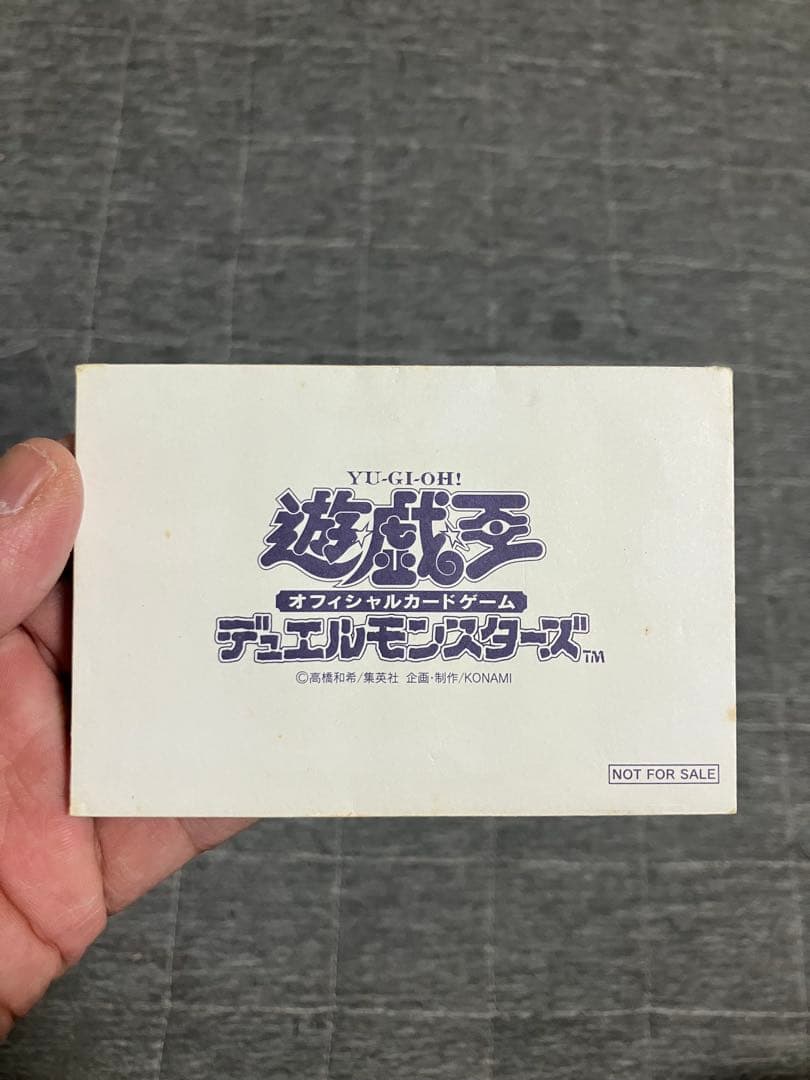 YU-GI-OH!
遊戯王
オフィシャルカードゲーム
デュエルモンスターズ™
©高橋和希/集英社 企画・制作/KONAMI
NOT FOR SALE